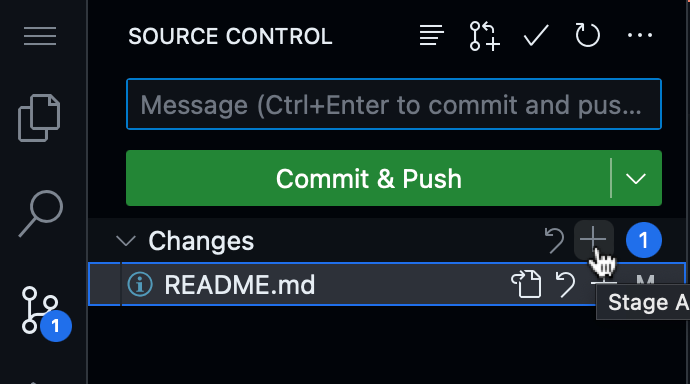 SOURCE CONTROL
Message (Ctrl+Enter to commit and pus...
Commit & Push
Changes
1
README.md
M
Stage A
1